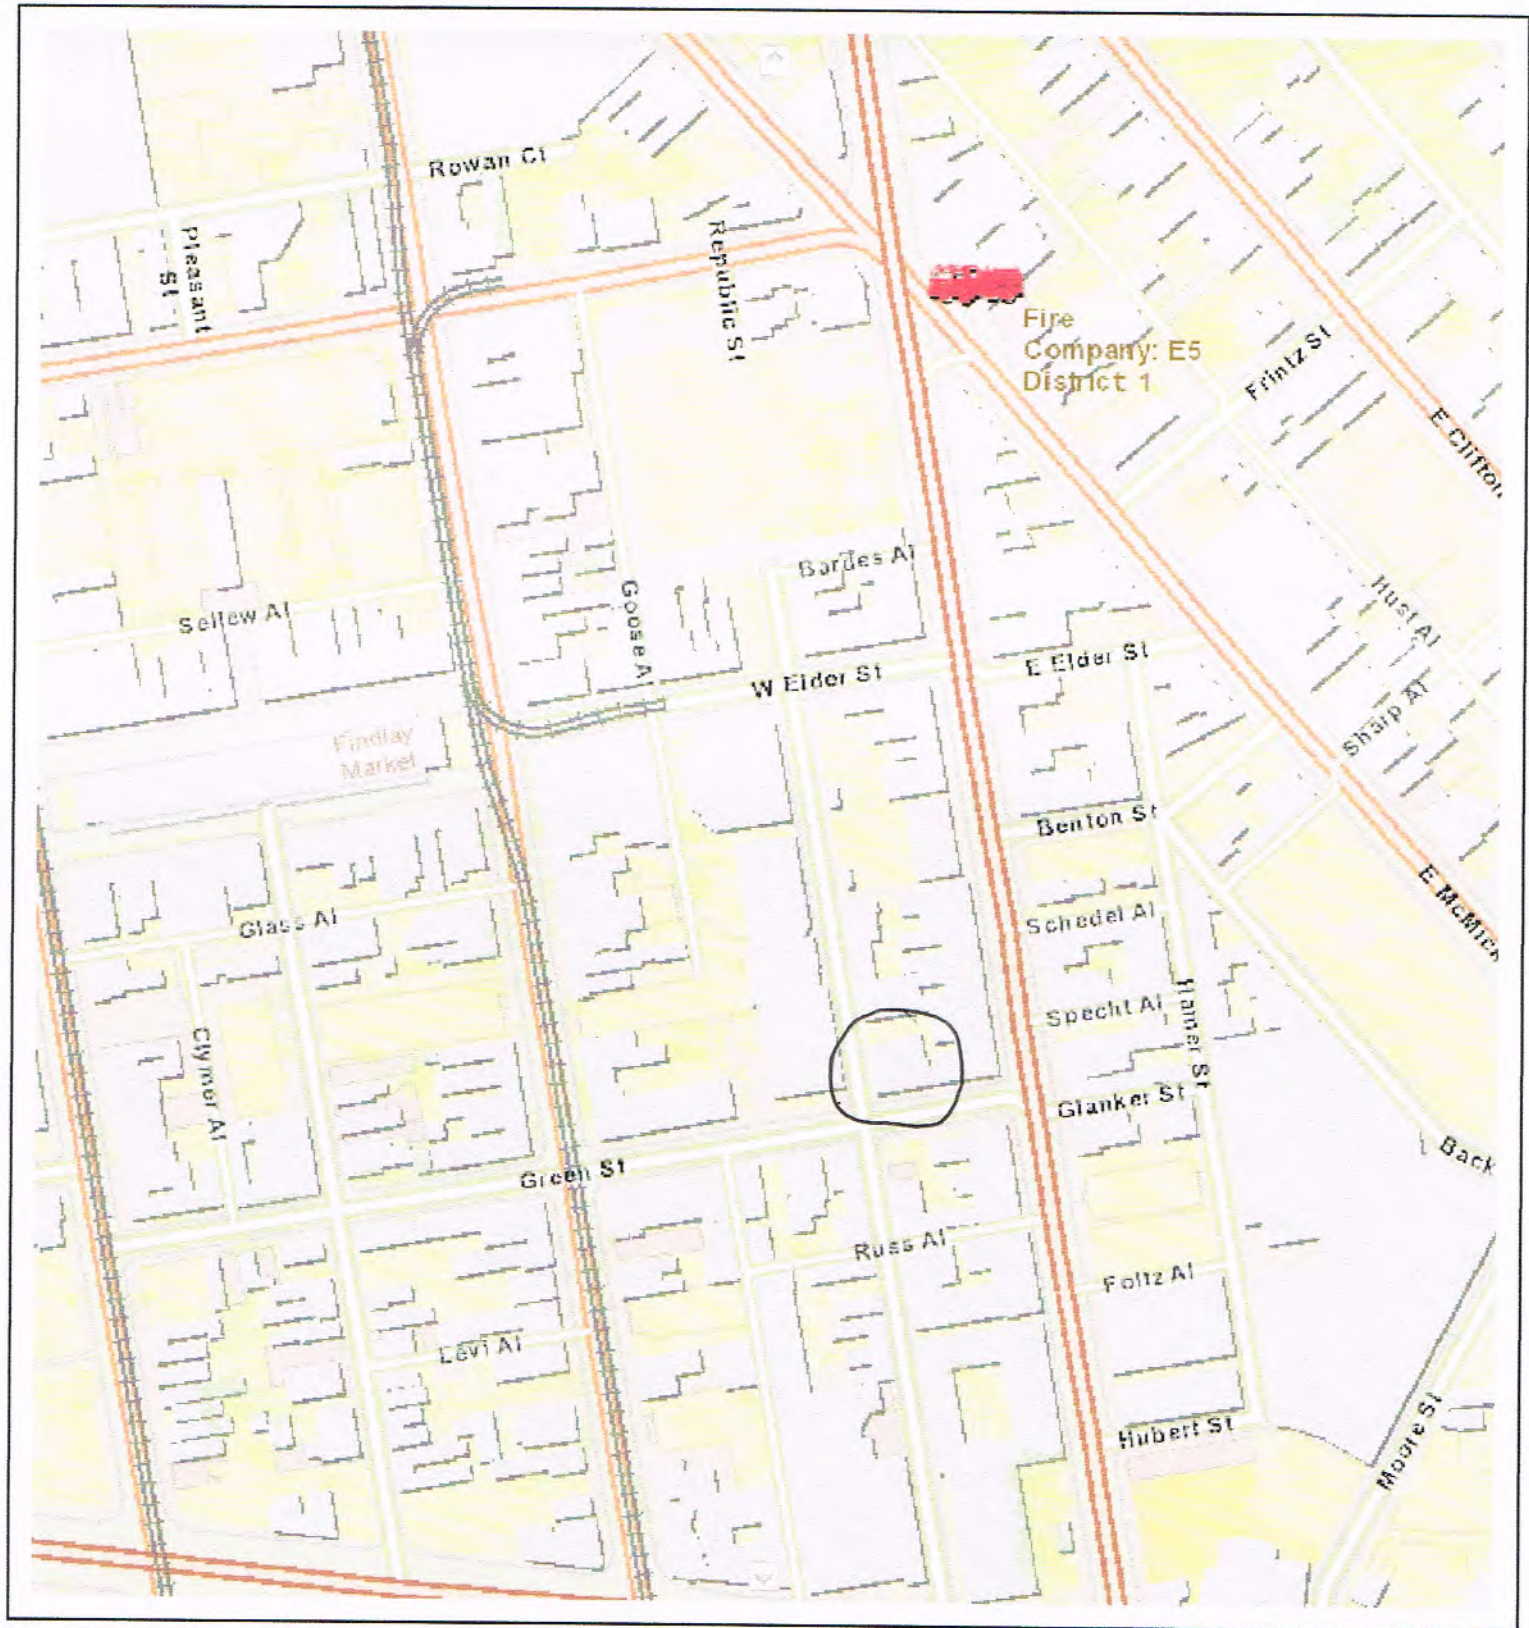 Rowan Ct
Pleasant
St
Republic St
Fire
Company: E5
District 1
Frintz St
E Clifton
Bardes Al
Goose Al
Sellew Al
Hust Al
W Elder St
E Elder St
Sharp Al
Findlay
Market
Benton St
E McMick
Glass Al
Schedel Al
Clymer Al
Specht Al
Hamer St
Glanker St
Back
Green St
Russ Al
Foltz Al
Levi Al
Hubert St
Moore St